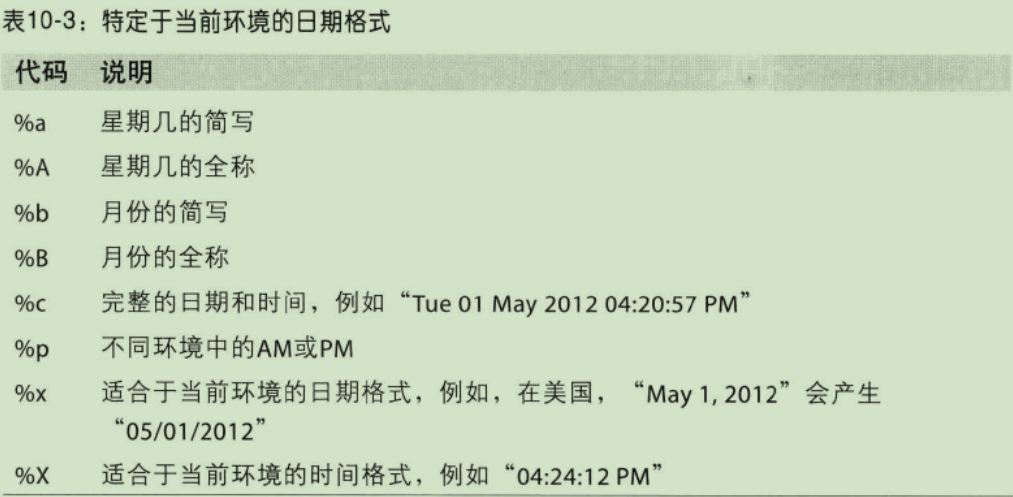 表10-3：特定于当前环境的日期格式
代码 说明
%a 星期几的简写
%A 星期几的全称
%b 月份的简写
%B 月份的全称
%c 完整的日期和时间，例如“Tue 01 May 2012 04:20:57 PM”
%p 不同环境中的AM或PM
%x 适合于当前环境的日期格式，例如，在美国，“May 1, 2012”会产生
“05/01/2012”
%X 适合于当前环境的时间格式，例如“04:24:12 PM”